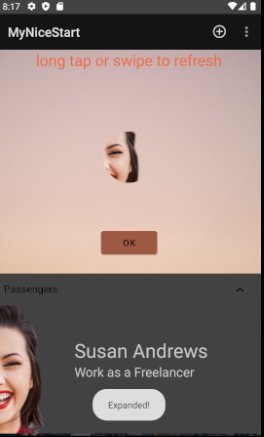 8:17
MyNiceStart
long tap or swipe to refresh
OK
Passengers
Susan Andrews
Work as a Freelancer
Expanded!